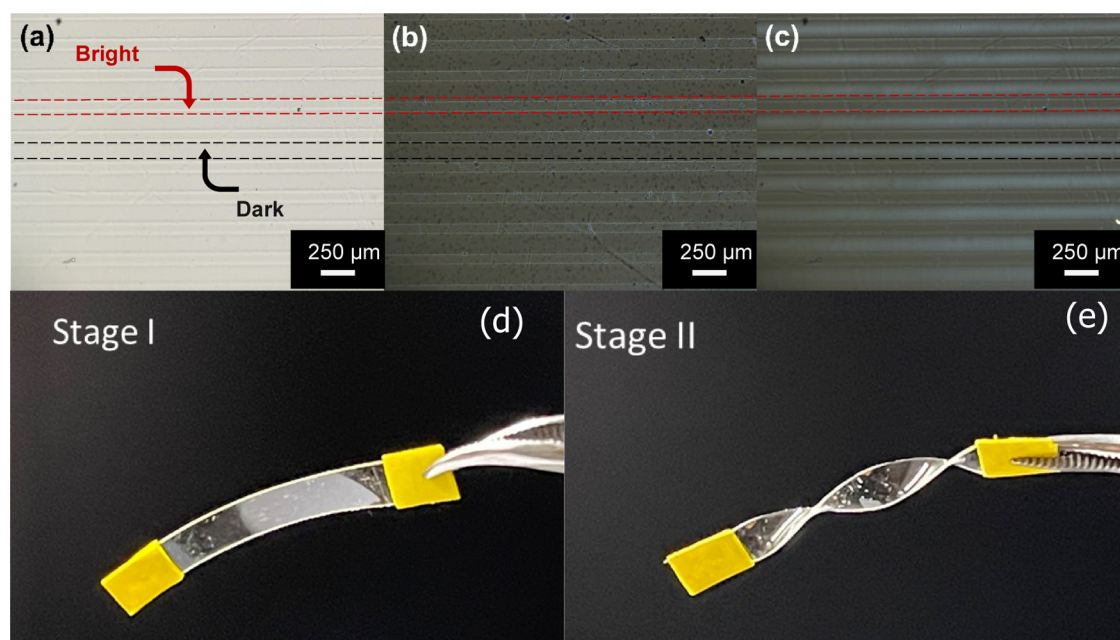 (a)
Bright
Dark
250 µm
(b)
250 µm
(c)
250 µm
Stage I
(d)
Stage II
(e)